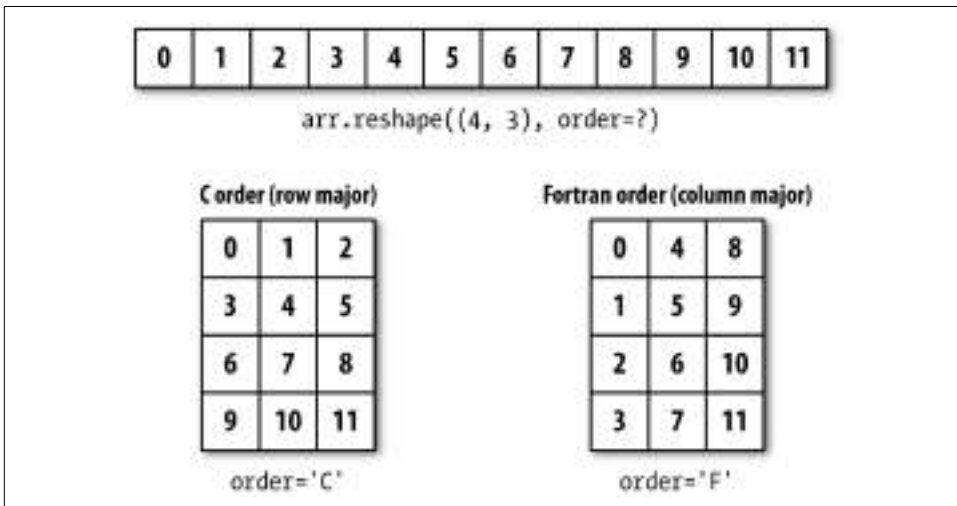 0 1 2 3 4 5 6 7 8 9 10 11
arr.reshape((4, 3), order=?)
C order (row major)
0 1 2
3 4 5
6 7 8
9 10 11
order='C'
Fortran order (column major)
0 4 8
1 5 9
2 6 10
3 7 11
order='F'